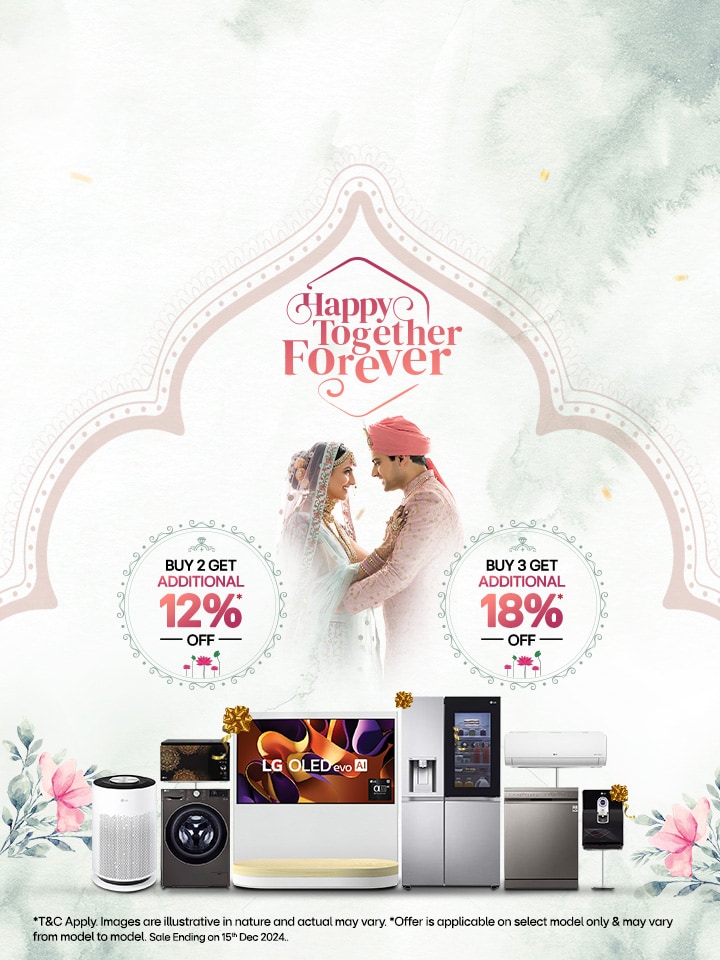 Happy
Together
Forever
BUY 2 GET
ADDITIONAL
12%*
OFF
BUY 3 GET
ADDITIONAL
18%*
OFF
LG OLED evo AI
*T&C Apply. Images are illustrative in nature and actual may vary. *Offer is applicable on select model only & may vary
from model to model. Sale Ending on 15th Dec 2024..